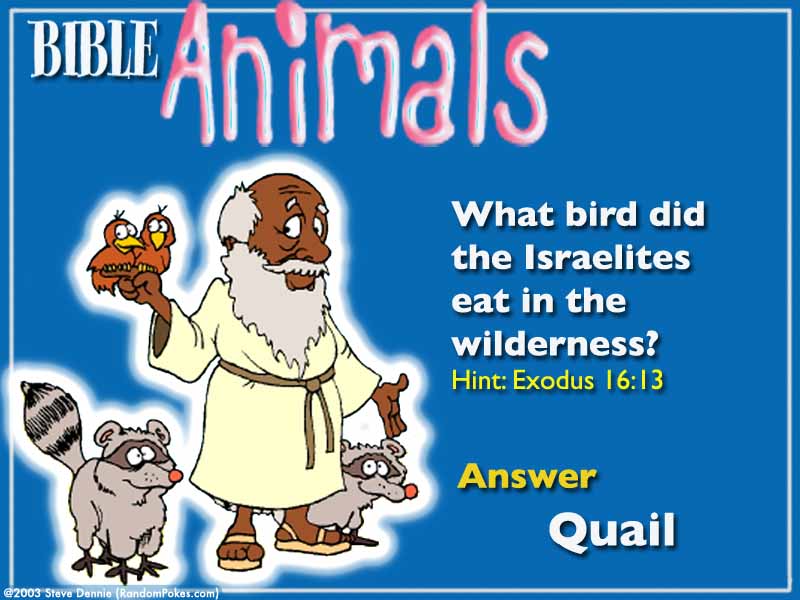 BIBLE Animals
What bird did
the Israelites
eat in the
wilderness?
Hint: Exodus 16:13
Answer
Quail
©2003 Steve Dennie (RandomPokes.com)